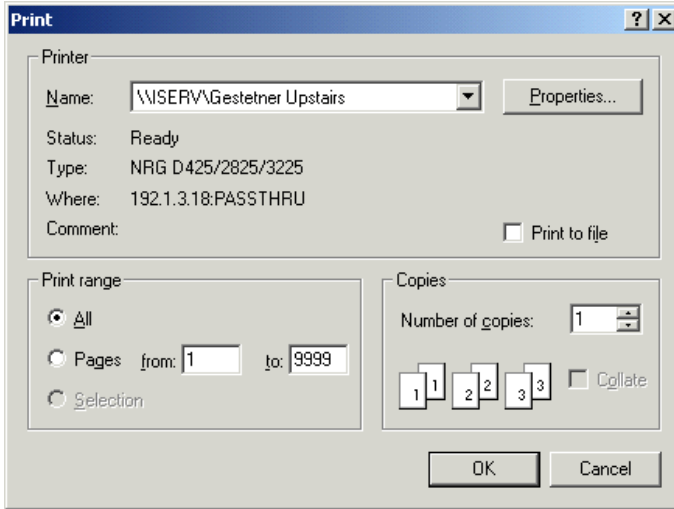 Print
Printer
Name: \\ISERV\Gestetner Upstairs Properties...
Status: Ready
Type: NRG D425/2825/3225
Where: 192.1.3.18:PASSTHRU
Comment: Print to file
Print range
All
Pages from: 1 to: 9999
Selection
Copies
Number of copies: 1
1 1 2 2 3 3 Collate
OK Cancel